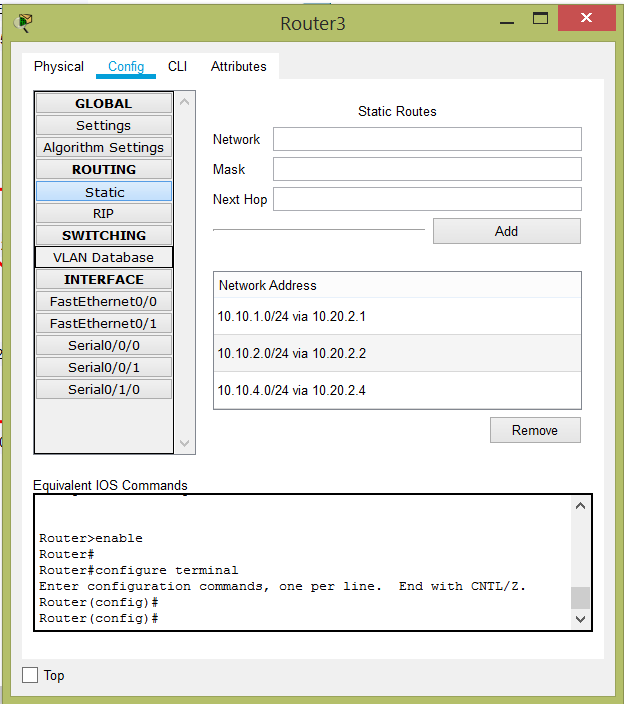 Router3
Physical Config CLI Attributes
GLOBAL
Settings
Algorithm Settings
ROUTING
Static
RIP
SWITCHING
VLAN Database
INTERFACE
FastEthernet0/0
FastEthernet0/1
Serial0/0/0
Serial0/0/1
Serial0/1/0
Static Routes
Network
Mask
Next Hop
Add
Network Address
10.10.1.0/24 via 10.20.2.1
10.10.2.0/24 via 10.20.2.2
10.10.4.0/24 via 10.20.2.4
Remove
Equivalent IOS Commands
Router>enable
Router#
Router#configure terminal
Enter configuration commands, one per line.  End with CNTL/Z.
Router(config)#
Router(config)#
Top